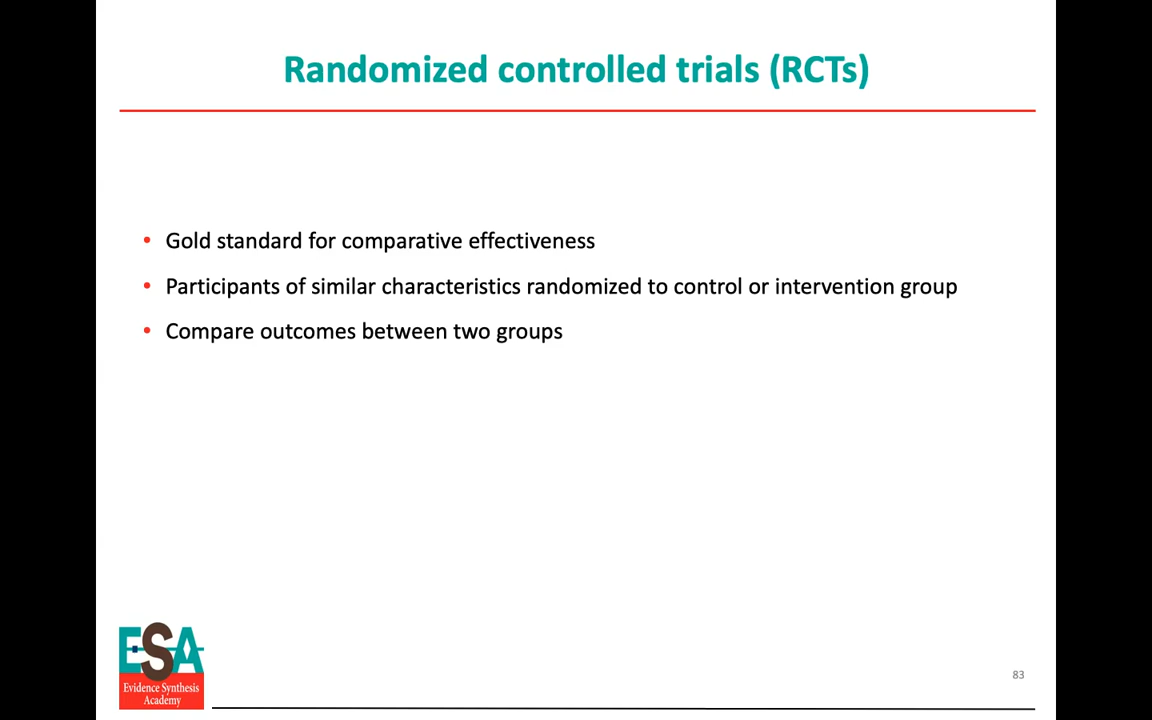 Randomized controlled trials (RCTs)
• Gold standard for comparative effectiveness
• Participants of similar characteristics randomized to control or intervention group
• Compare outcomes between two groups
ESA
Evidence Synthesis
Academy
83